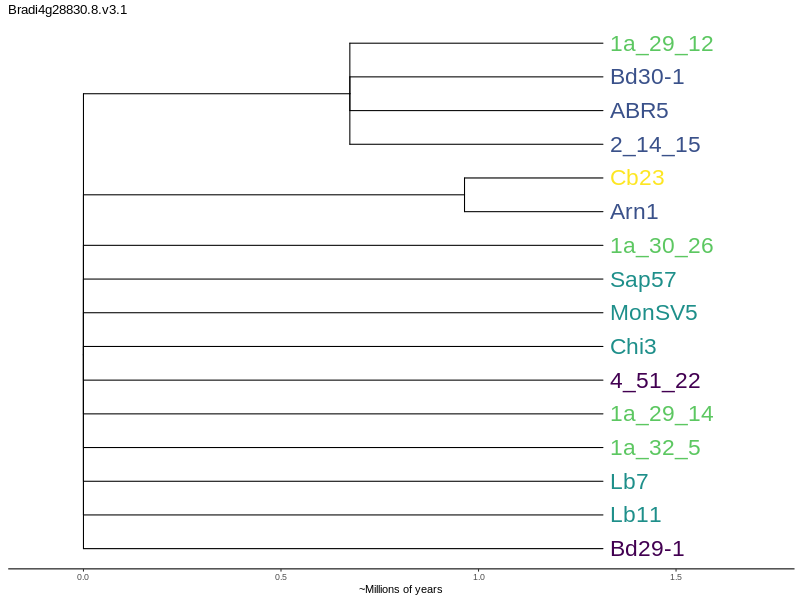 Bradi4g28830.8.v3.1
1a_29_12
Bd30-1
ABR5
2_14_15
Cb23
Arn1
1a_30_26
Sap57
MonSV5
Chi3
4_51_22
1a_29_14
1a_32_5
Lb7
Lb11
Bd29-1
0.0 0.5 1.0 1.5
~Millions of years